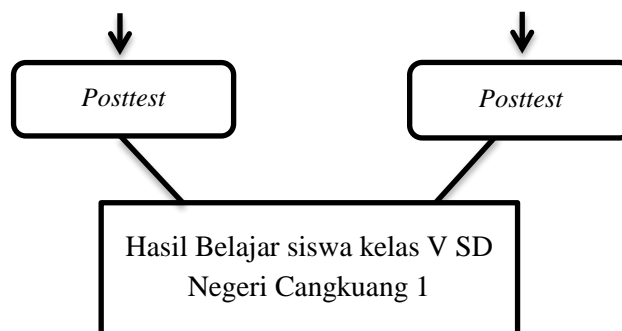 Posttest
Posttest
Hasil Belajar siswa kelas V SD
Negeri Cangkuang 1